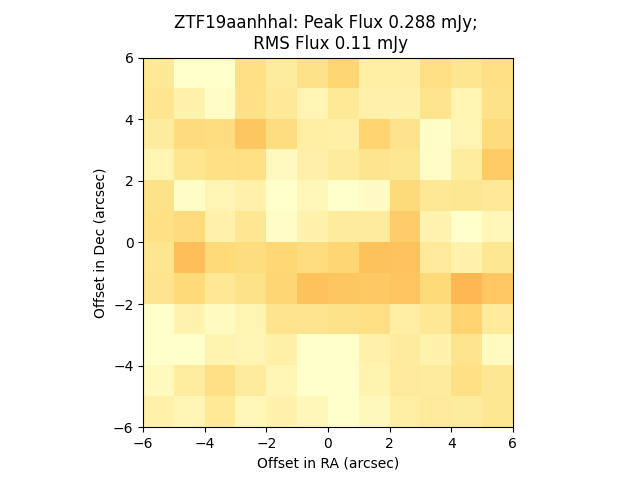 ZTF19aanhhal: Peak Flux 0.288 mJy;
RMS Flux 0.11 mJy
6
4
2
0
−2
−4
−6
Offset in Dec (arcsec)
−6 −4 −2 0 2 4 6
Offset in RA (arcsec)